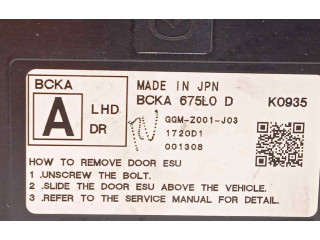 BCKA
A
LHD
DR
MADE IN JPN
BCKA 675L0 D K0935
GGM-Z001-J03
1720D1
001308
HOW TO REMOVE DOOR ESU
1 .UNSCREW THE BOLT.
2 .SLIDE THE DOOR ESU ABOVE THE VEHICLE.
3 .REFER TO THE SERVICE MANUAL FOR DETAIL.